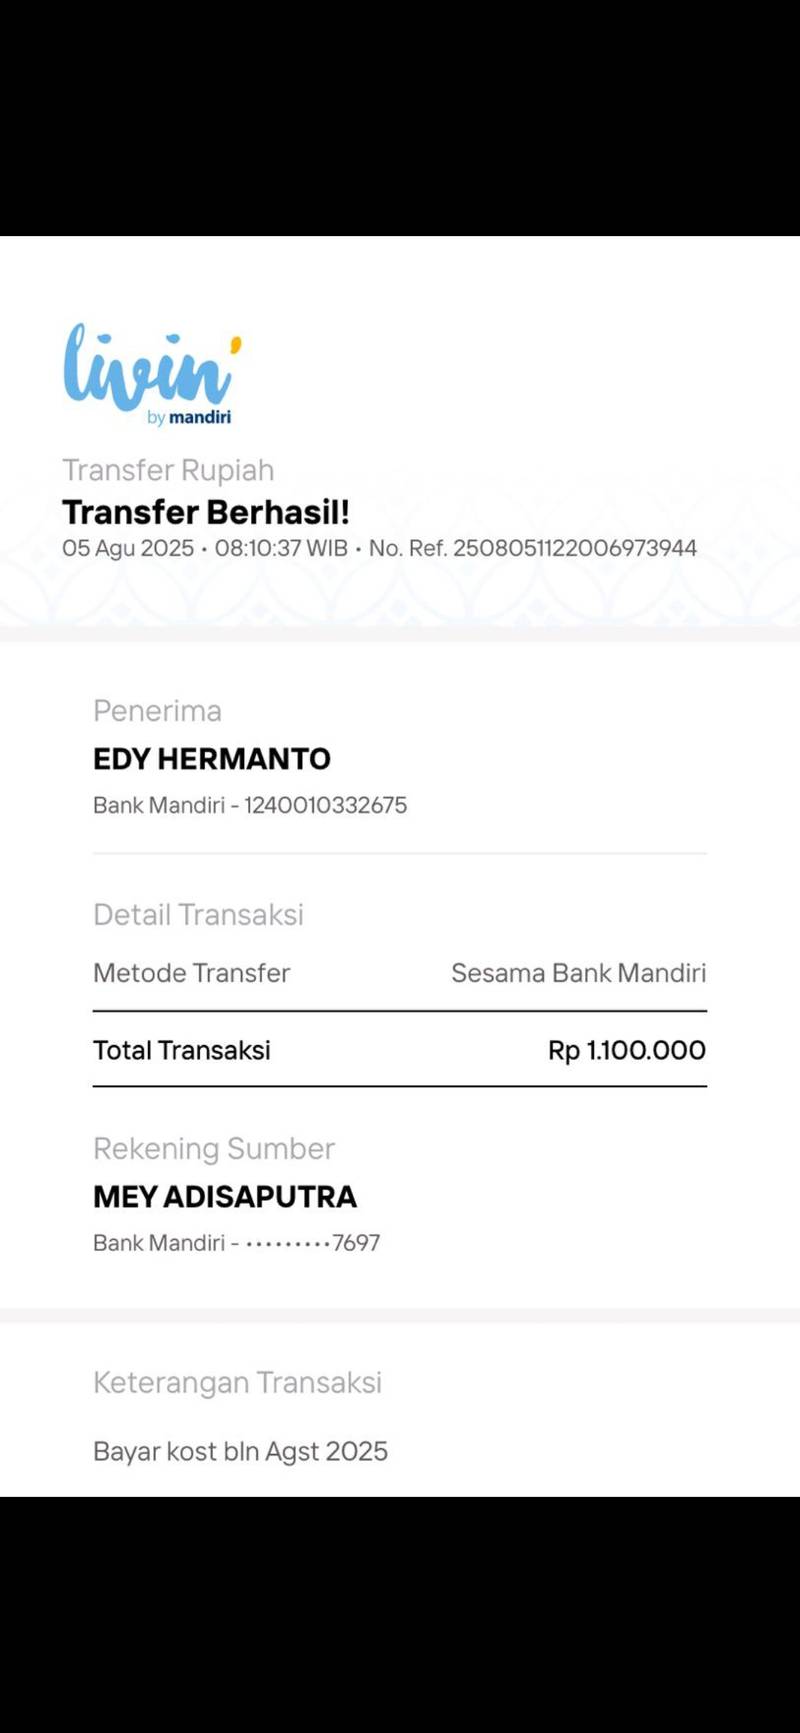 livin'
by mandiri
Transfer Rupiah
Transfer Berhasil!
05 Agu 2025 • 08:10:37 WIB • No. Ref. 2508051122006973944
Penerima
EDY HERMANTO
Bank Mandiri - 1240010332675
Detail Transaksi
Metode Transfer Sesama Bank Mandiri
Total Transaksi Rp 1.100.000
Rekening Sumber
MEY ADISAPUTRA
Bank Mandiri - •••••••••7697
Keterangan Transaksi
Bayar kost bln Agst 2025